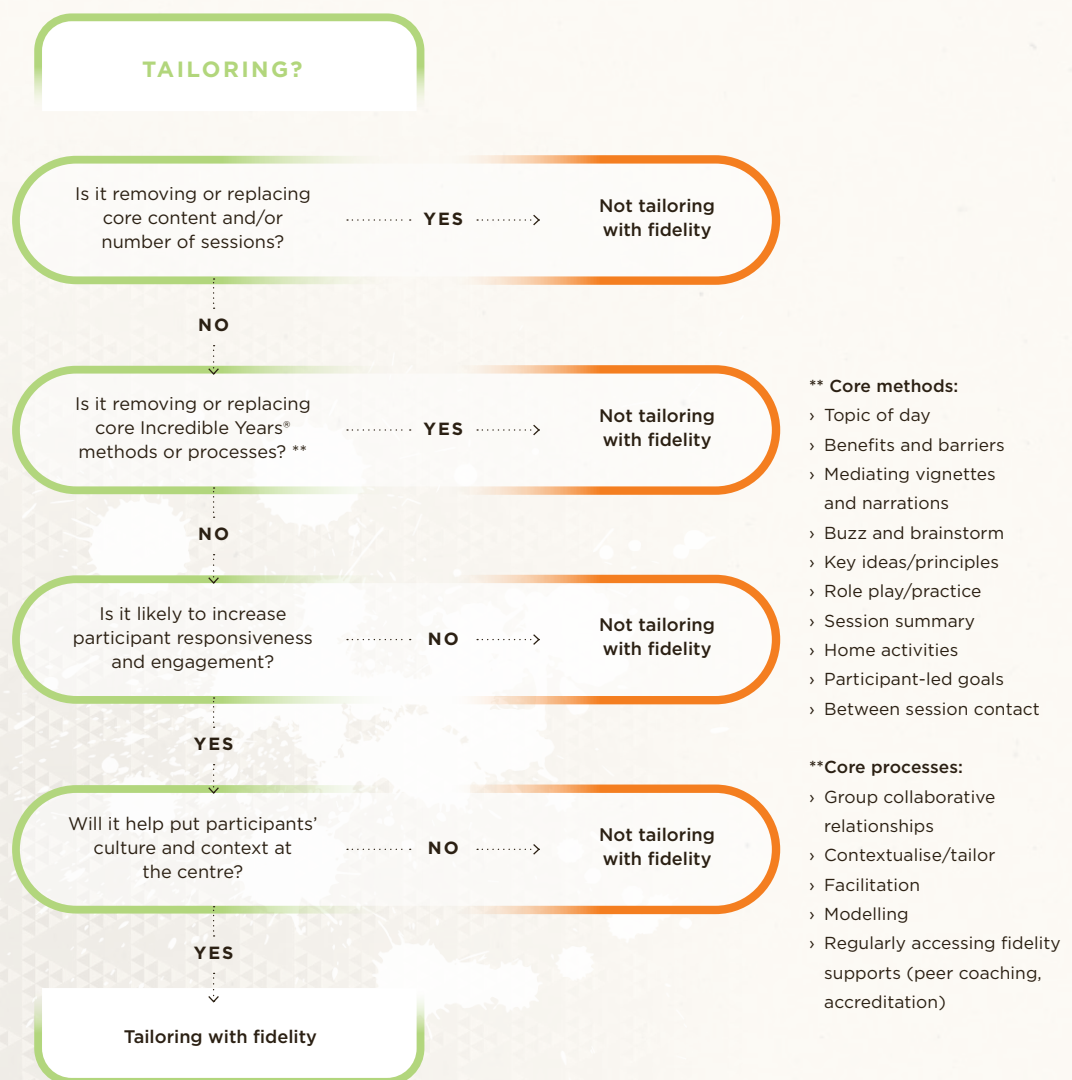 TAILORING?
Is it removing or replacing
core content and/or
number of sessions?
YES
Not tailoring
with fidelity
NO
Is it removing or replacing
core Incredible Years®
methods or processes? **
YES
Not tailoring
with fidelity
NO
Is it likely to increase
participant responsiveness
and engagement?
NO
Not tailoring
with fidelity
YES
Will it help put participants’
culture and context at
the centre?
NO
Not tailoring
with fidelity
YES
Tailoring with fidelity
** Core methods:
› Topic of day
› Benefits and barriers
› Mediating vignettes
and narrations
› Buzz and brainstorm
› Key ideas/principles
› Role play/practice
› Session summary
› Home activities
› Participant-led goals
› Between session contact
**Core processes:
› Group collaborative
relationships
› Contextualise/tailor
› Facilitation
› Modelling
› Regularly accessing fidelity
supports (peer coaching,
accreditation)